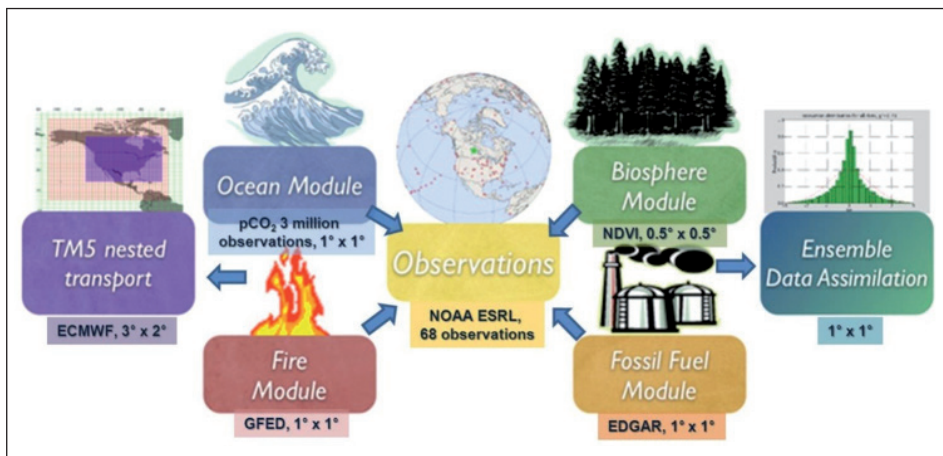 Ocean Module
pCO₂ 3 million
observations, 1° x 1°
Biosphere
Module
NDVI, 0.5° x 0.5°
TM5 nested
transport
ECMWF, 3° x 2°
Observations
NOAA ESRL,
68 observations
Ensemble
Data Assimilation
1° x 1°
Fire
Module
GFED, 1° x 1°
Fossil Fuel
Module
EDGAR, 1° x 1°